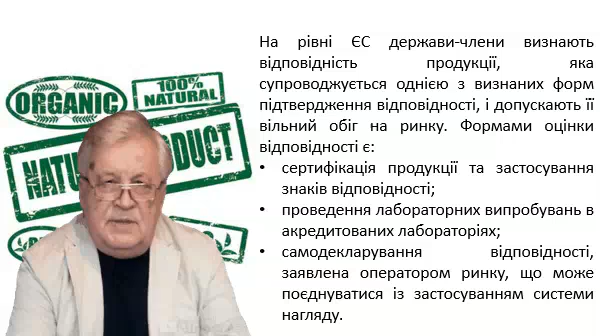 ORGANIC
100%
NATURAL
На рівні ЄС держави-члени визнають
відповідність продукції, яка
супроводжується однією з визнаних форм
підтвердження відповідності, і допускають її
вільний обіг на ринку. Формами оцінки
відповідності є:
• сертифікація продукції та застосування
знаків відповідності;
• проведення лабораторних випробувань в
акредитованих лабораторіях;
• самодекларування відповідності,
заявлена оператором ринку, що може
поєднуватися із застосуванням системи
нагляду.